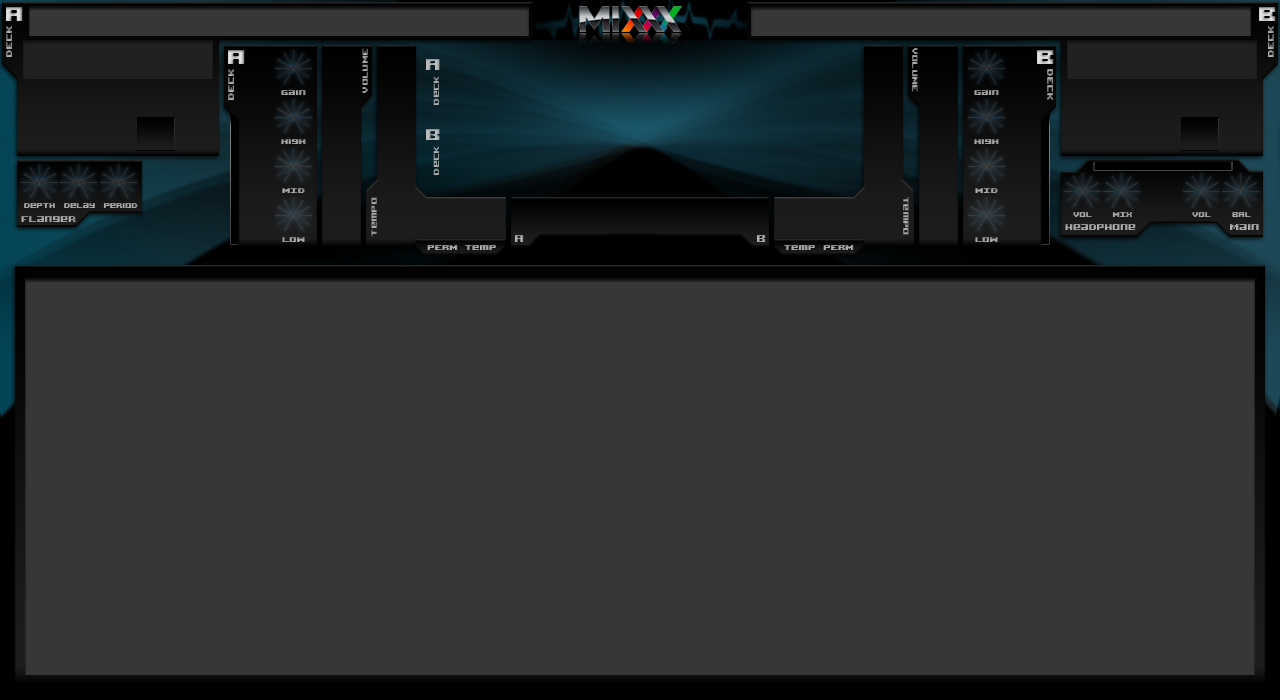 A
DECK
MIXXX
B
DECK
A
DECK
GAIN
HIGH
MID
LOW
VOLUME
TEMPO
A
DECK
B
DECK
PERM TEMP
A
B
TEMP PERM
VOLUME
TEMPO
GAIN
HIGH
MID
LOW
B
DECK
DEPTH DELAY PERIOD
FLANGER
VOL MIX VOL BAL
HEADPHONE MAIN